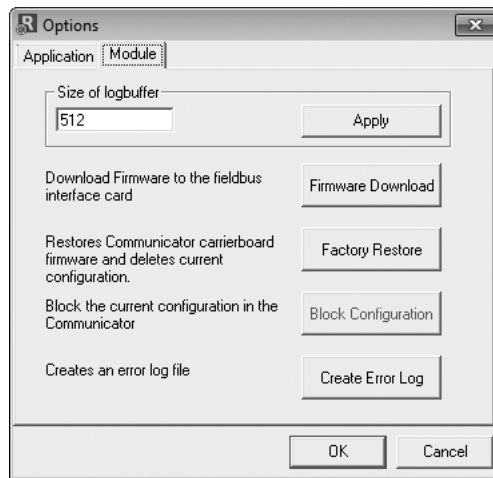 R Options
Application Module
Size of logbuffer
512
Apply
Download Firmware to the fieldbus
interface card
Firmware Download
Restores Communicator carrierboard
firmware and deletes current
configuration.
Factory Restore
Block the current configuration in the
Communicator
Block Configuration
Creates an error log file
Create Error Log
OK Cancel